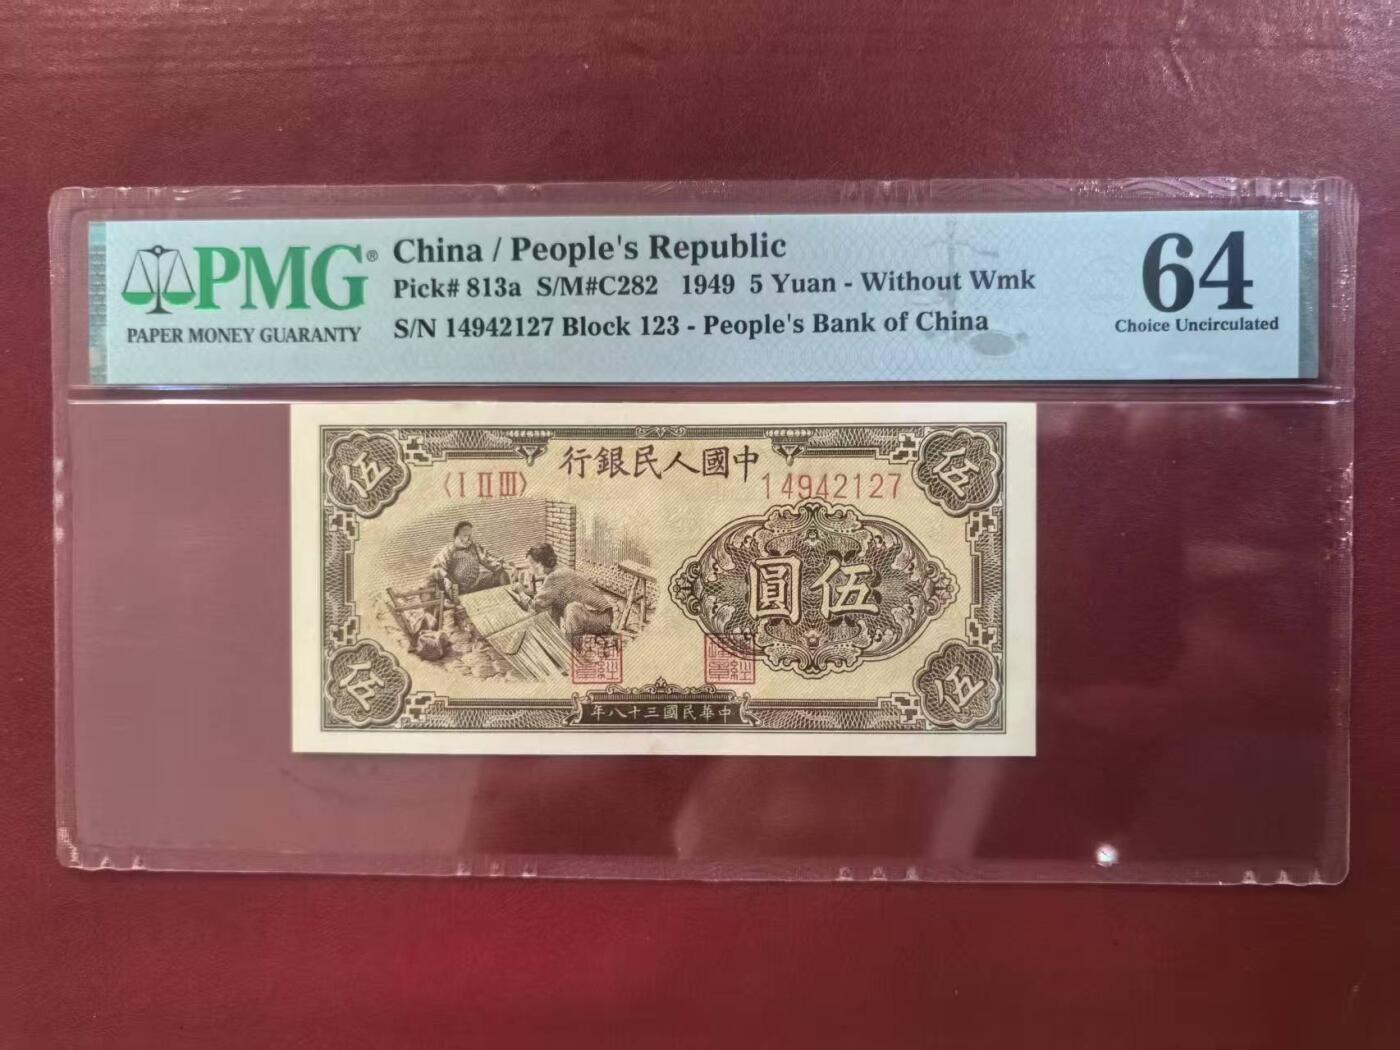 PMG®
PAPER MONEY GUARANTY
China / People's Republic
Pick# 813a S/M#C282 1949 5 Yuan - Without Wmk
S/N 14942127 Block 123 - People's Bank of China
64
Choice Uncirculated
行銀民人國中
〈I II III〉
14942127
伍
伍
圓伍
伍
伍
年八十三國民華中